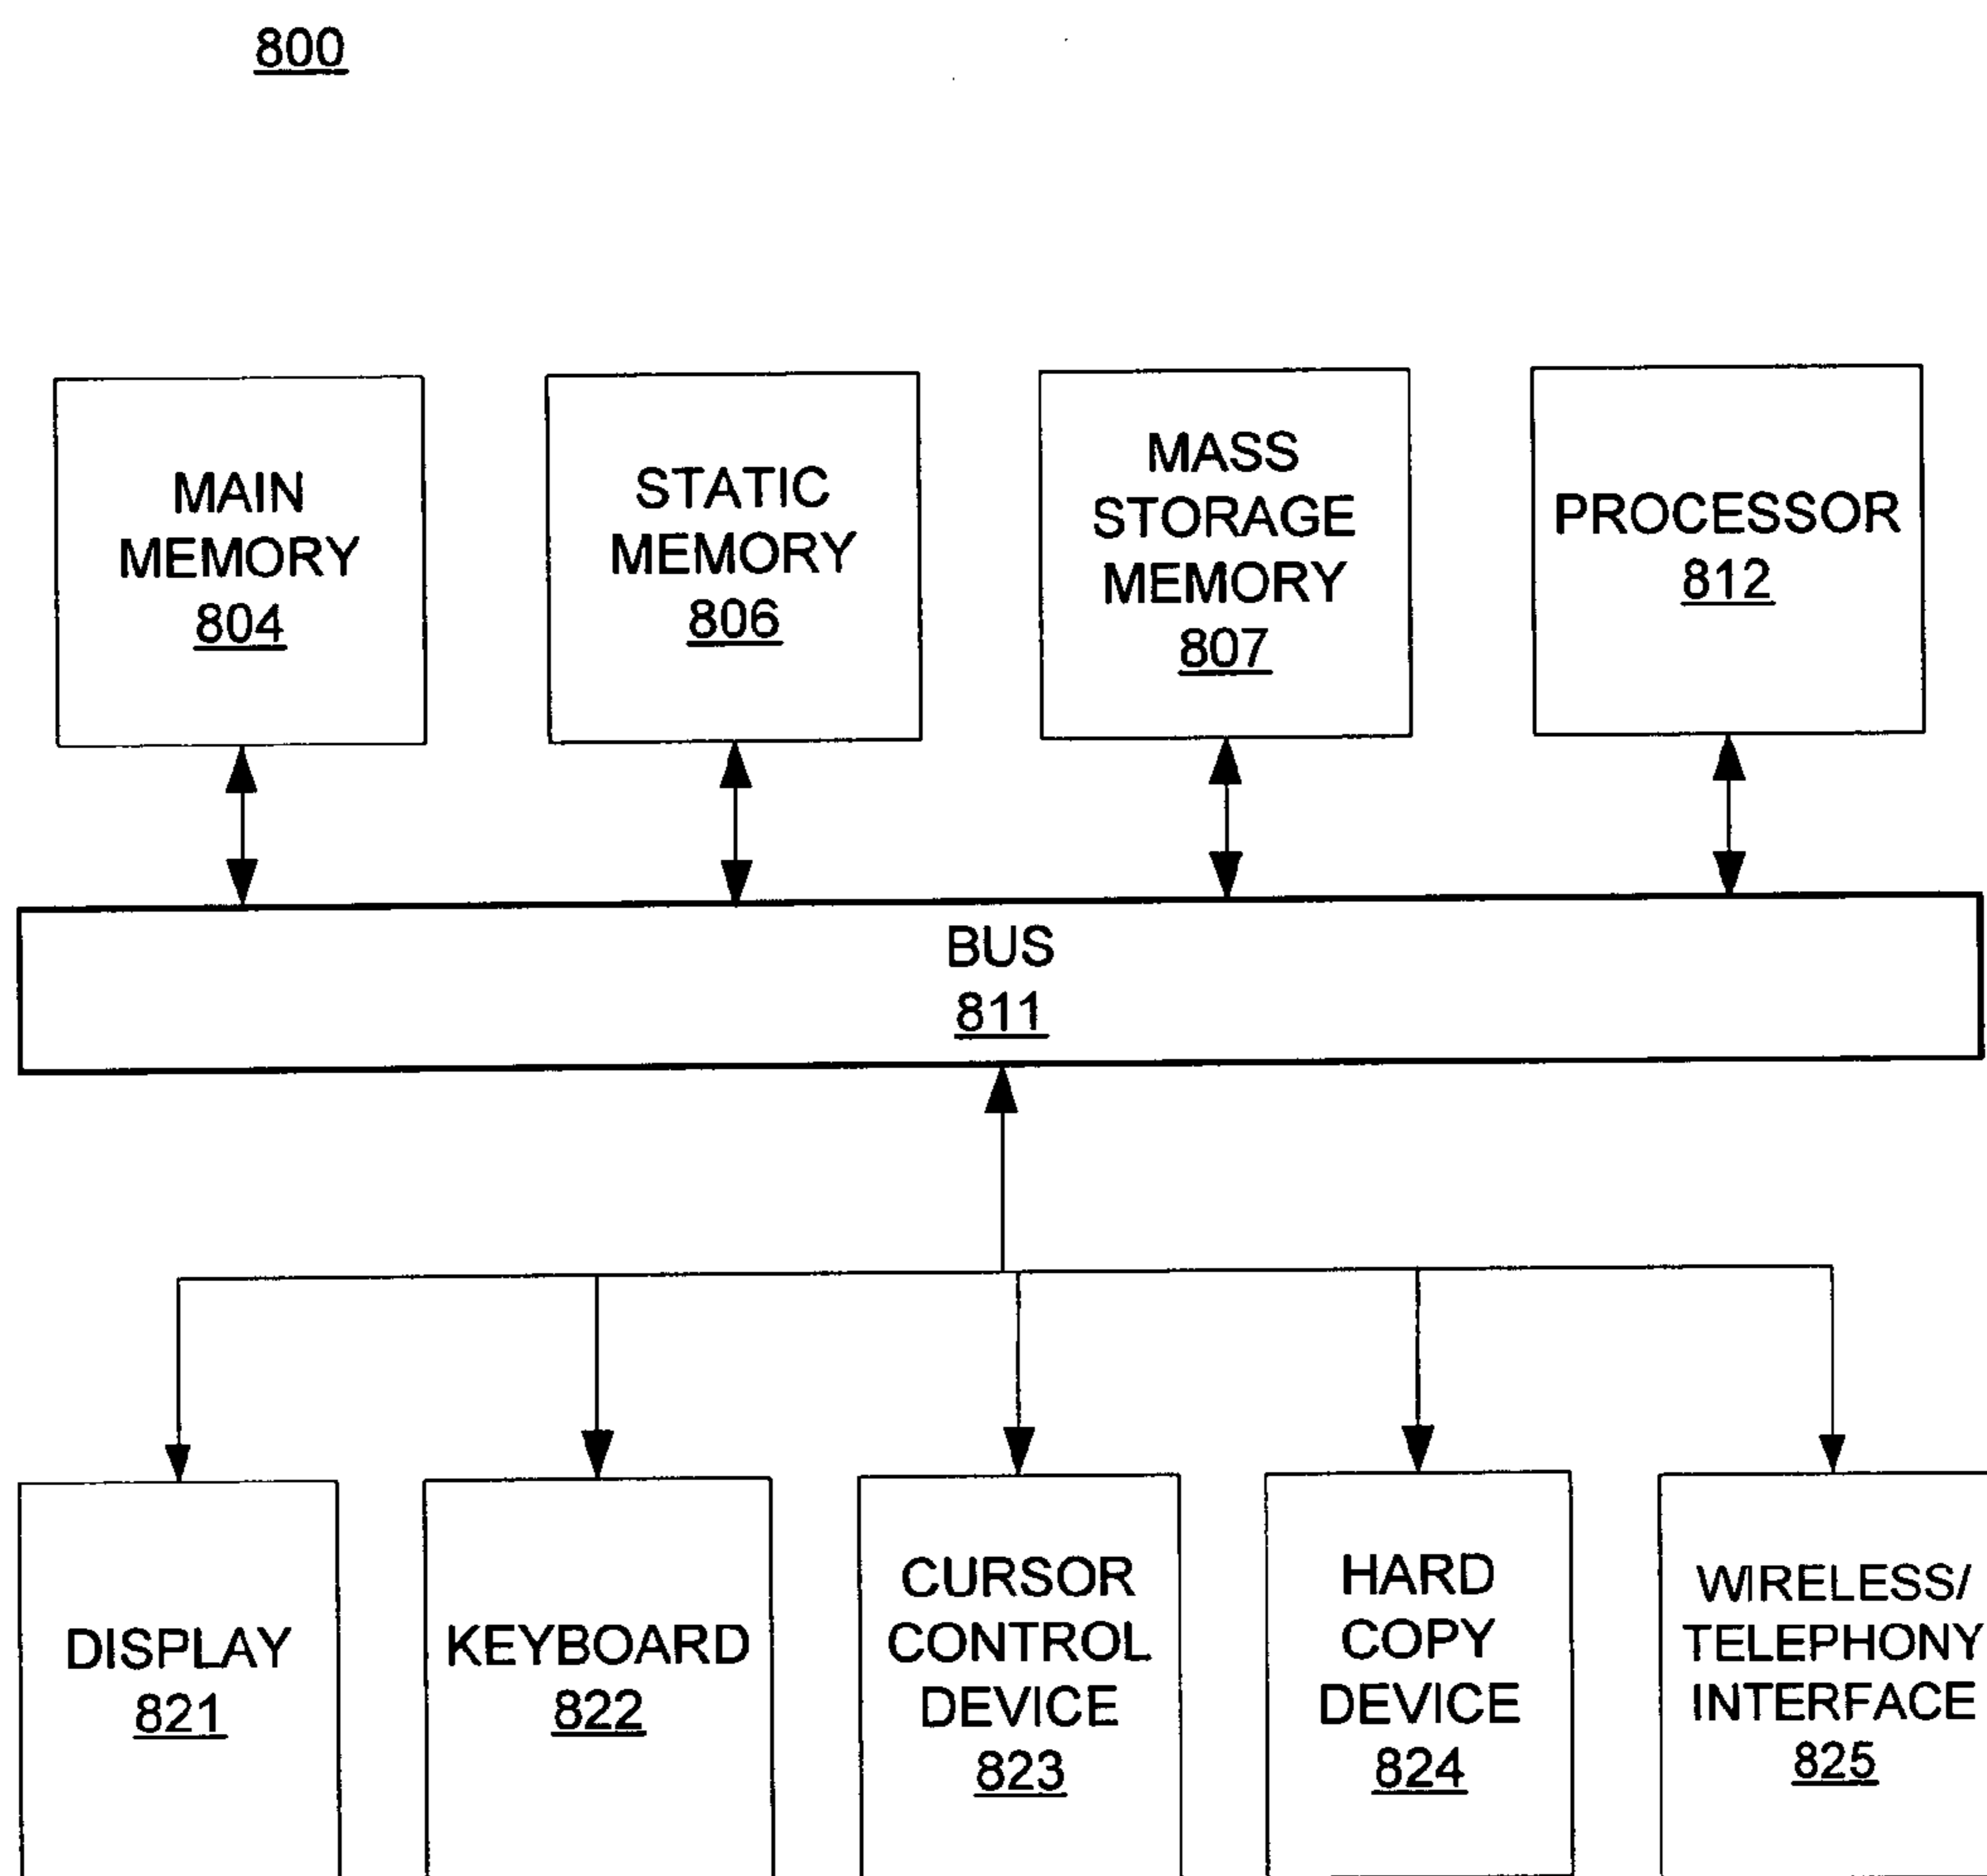 800
MAIN
MEMORY
804
STATIC
MEMORY
806
MASS
STORAGE
MEMORY
807
PROCESSOR
812
BUS
811
DISPLAY
821
KEYBOARD
822
CURSOR
CONTROL
DEVICE
823
HARD
COPY
DEVICE
824
WIRELESS/
TELEPHONY
INTERFACE
825